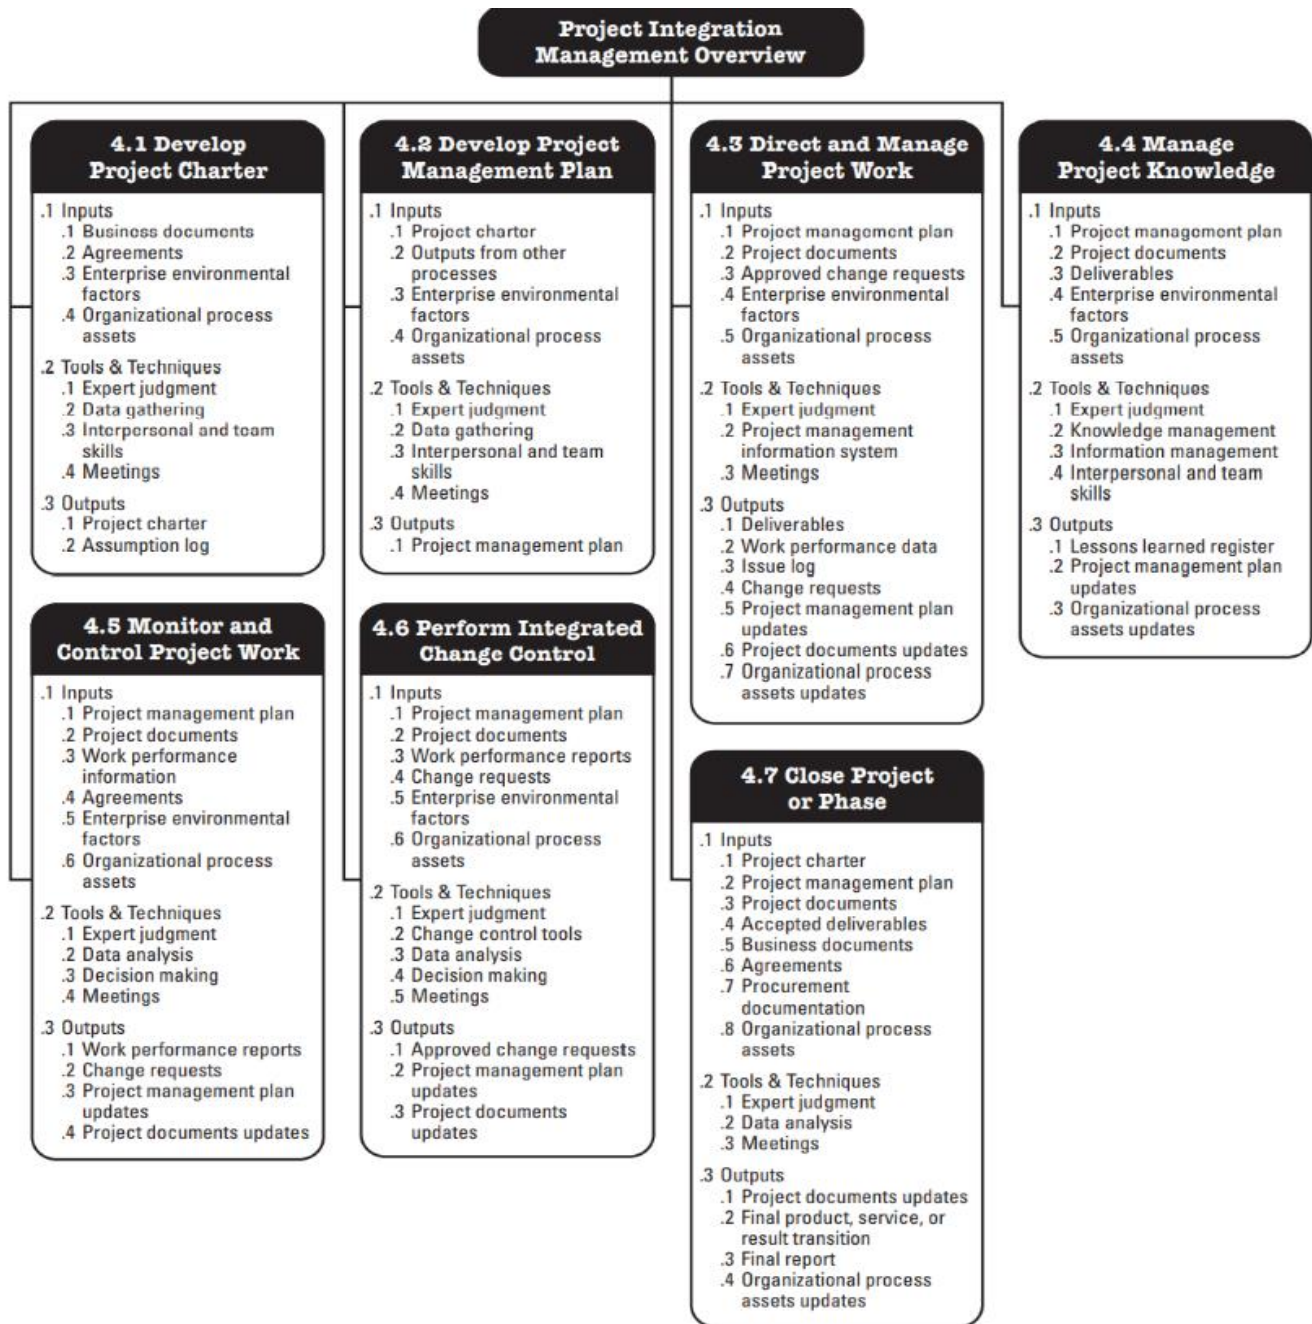 Project Integration
Management Overview
4.1 Develop
Project Charter
.1 Inputs
.1 Business documents
.2 Agreements
.3 Enterprise environmental
factors
.4 Organizational process
assets
.2 Tools & Techniques
.1 Expert judgment
.2 Data gathering
.3 Interpersonal and team
skills
.4 Meetings
.3 Outputs
.1 Project charter
.2 Assumption log
4.2 Develop Project
Management Plan
.1 Inputs
.1 Project charter
.2 Outputs from other
processes
.3 Enterprise environmental
factors
.4 Organizational process
assets
.2 Tools & Techniques
.1 Expert judgment
.2 Data gathering
.3 Interpersonal and team
skills
.4 Meetings
.3 Outputs
.1 Project management plan
4.3 Direct and Manage
Project Work
.1 Inputs
.1 Project management plan
.2 Project documents
.3 Approved change requests
.4 Enterprise environmental
factors
.5 Organizational process
assets
.2 Tools & Techniques
.1 Expert judgment
.2 Project management
information system
.3 Meetings
.3 Outputs
.1 Deliverables
.2 Work performance data
.3 Issue log
.4 Change requests
.5 Project management plan
updates
.6 Project documents updates
.7 Organizational process
assets updates
4.4 Manage
Project Knowledge
.1 Inputs
.1 Project management plan
.2 Project documents
.3 Deliverables
.4 Enterprise environmental
factors
.5 Organizational process
assets
.2 Tools & Techniques
.1 Expert judgment
.2 Knowledge management
.3 Information management
.4 Interpersonal and team
skills
.3 Outputs
.1 Lessons learned register
.2 Project management plan
updates
.3 Organizational process
assets updates
4.5 Monitor and
Control Project Work
.1 Inputs
.1 Project management plan
.2 Project documents
.3 Work performance
information
.4 Agreements
.5 Enterprise environmental
factors
.6 Organizational process
assets
.2 Tools & Techniques
.1 Expert judgment
.2 Data analysis
.3 Decision making
.4 Meetings
.3 Outputs
.1 Work performance reports
.2 Change requests
.3 Project management plan
updates
.4 Project documents updates
4.6 Perform Integrated
Change Control
.1 Inputs
.1 Project management plan
.2 Project documents
.3 Work performance reports
.4 Change requests
.5 Enterprise environmental
factors
.6 Organizational process
assets
.2 Tools & Techniques
.1 Expert judgment
.2 Change control tools
.3 Data analysis
.4 Decision making
.5 Meetings
.3 Outputs
.1 Approved change requests
.2 Project management plan
updates
.3 Project documents
updates
4.7 Close Project
or Phase
.1 Inputs
.1 Project charter
.2 Project management plan
.3 Project documents
.4 Accepted deliverables
.5 Business documents
.6 Agreements
.7 Procurement
documentation
.8 Organizational process
assets
.2 Tools & Techniques
.1 Expert judgment
.2 Data analysis
.3 Meetings
.3 Outputs
.1 Project documents updates
.2 Final product, service, or
result transition
.3 Final report
.4 Organizational process
assets updates